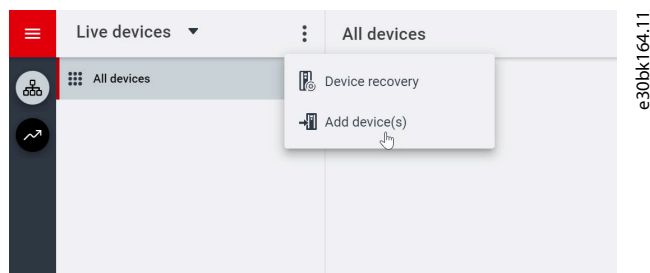 Live devices
All devices
All devices
Device recovery
Add device(s)
e30bk164.11